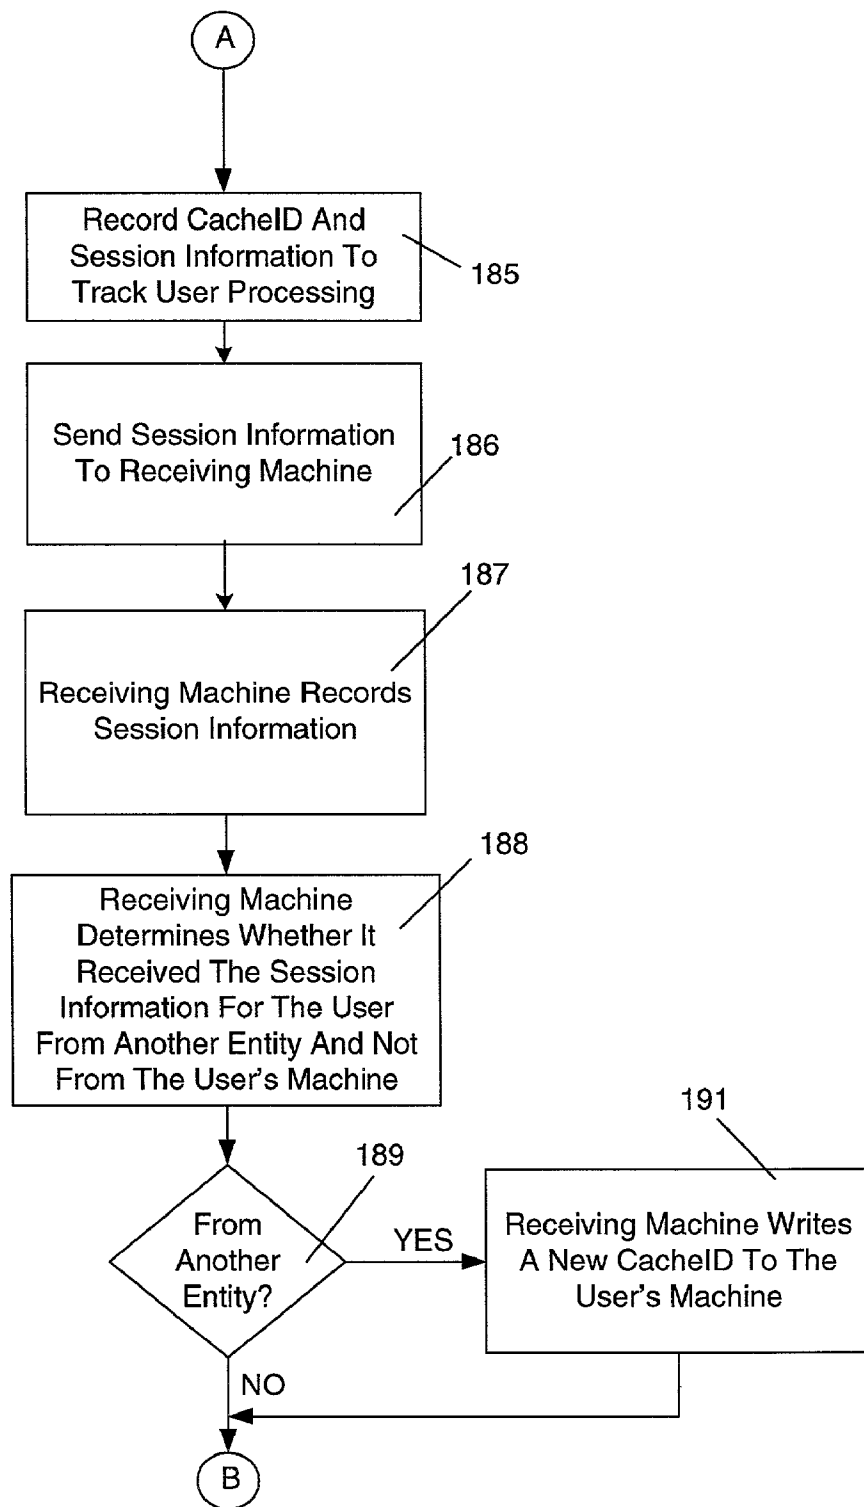 A
Record CacheID And
Session Information To
Track User Processing
185
Send Session Information
To Receiving Machine
186
187
Receiving Machine Records
Session Information
188
Receiving Machine
Determines Whether It
Received The Session
Information For The User
From Another Entity And Not
From The User's Machine
191
189
From
Another
Entity?
YES
Receiving Machine Writes
A New CacheID To The
User's Machine
NO
B